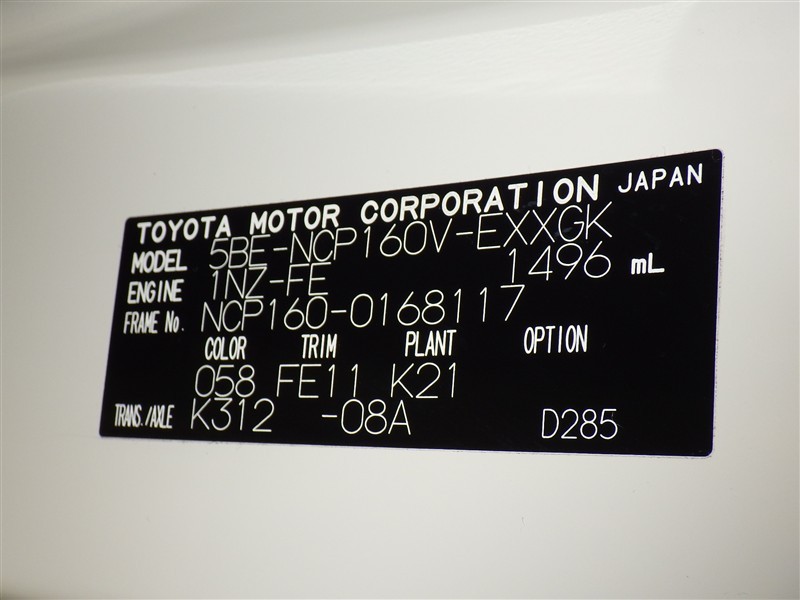 TOYOTA MOTOR CORPORATION JAPAN
MODEL 5BE-NCP160V-EXXGK
ENGINE 1NZ-FE 1496 mL
FRAME No. NCP160-0168117
COLOR TRIM PLANT OPTION
058 FE11 K21
TRANS./AXLE K312 -08A D285